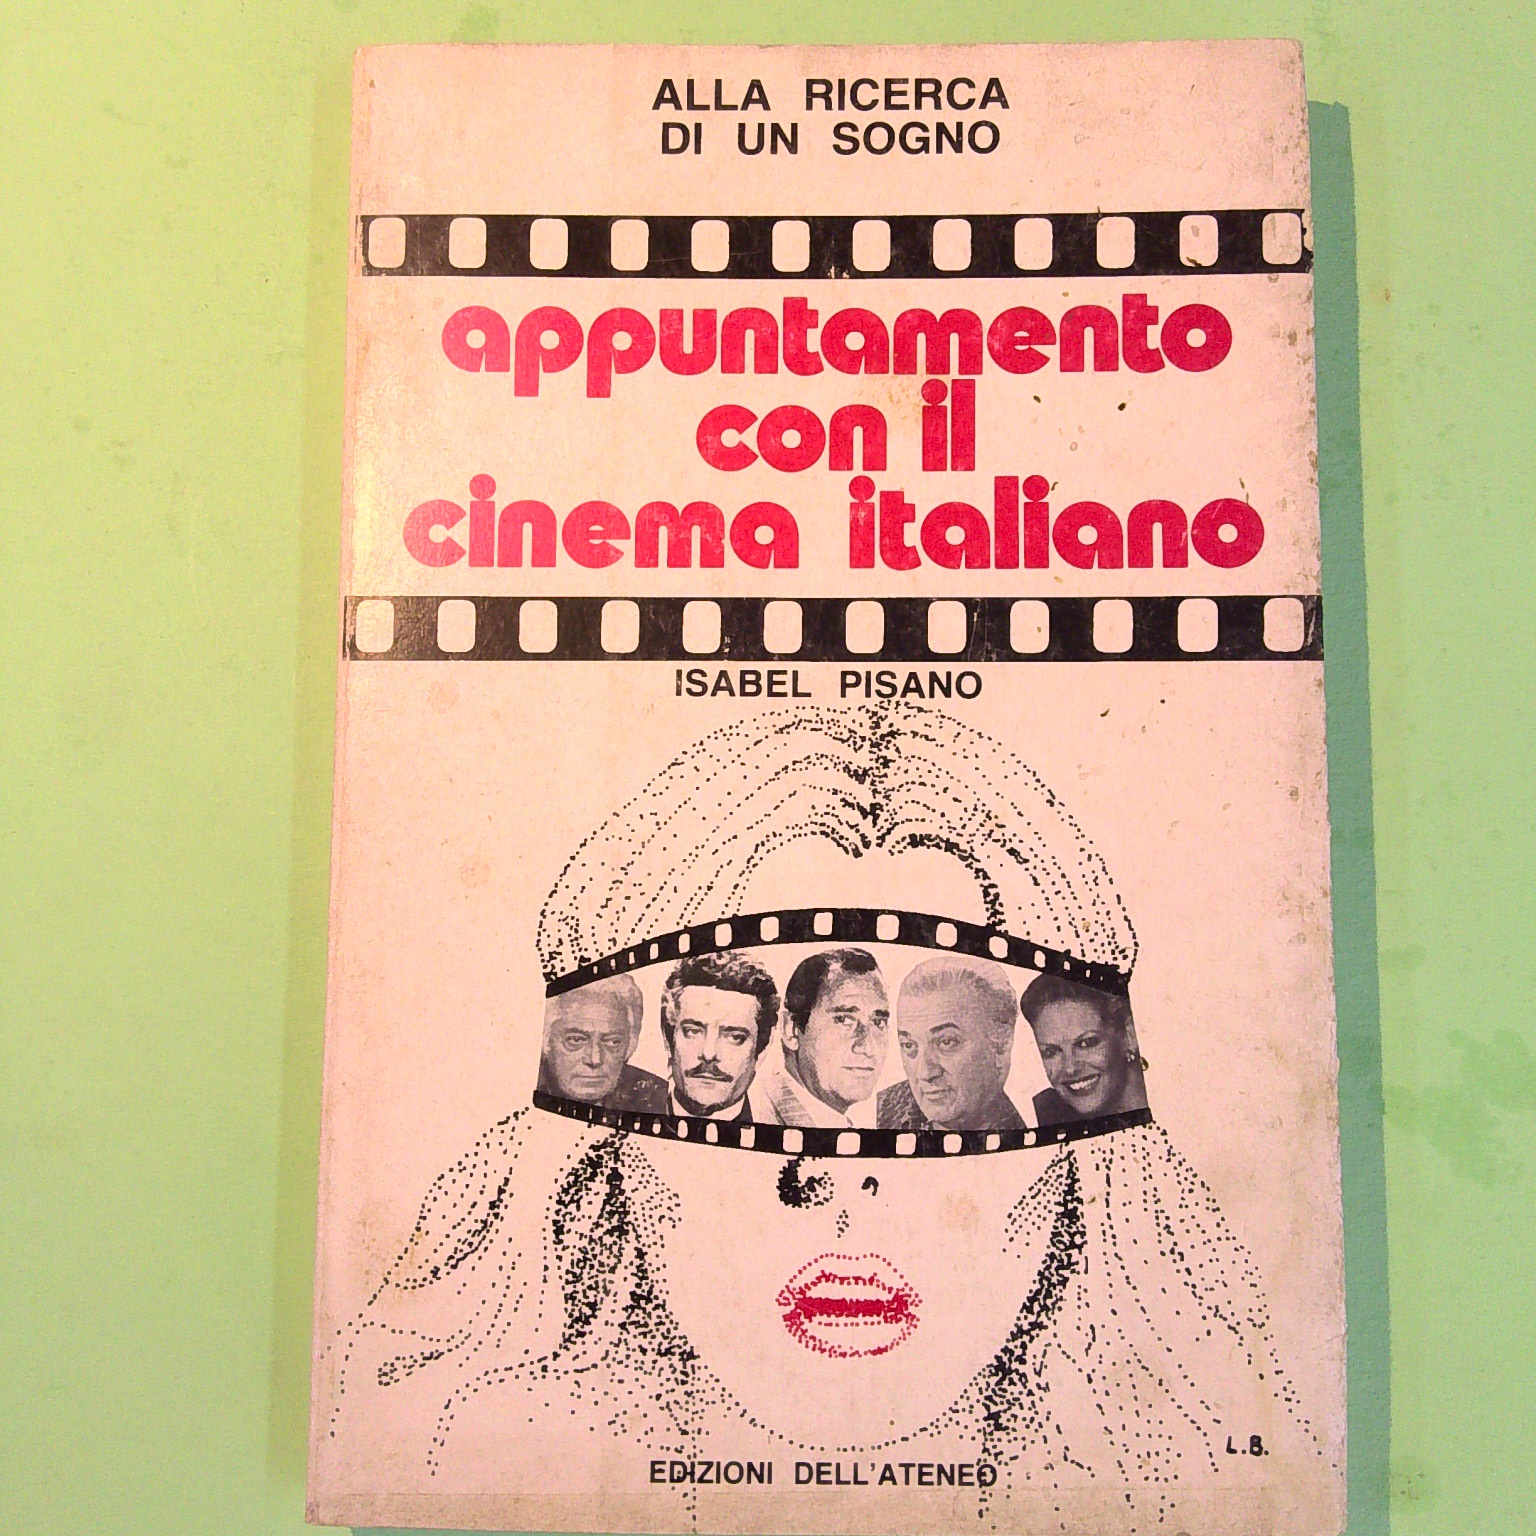 ALLA RICERCA
DI UN SOGNO
appuntamento
con il
cinema italiano
ISABEL PISANO
L.B.
EDIZIONI DELL'ATENEO